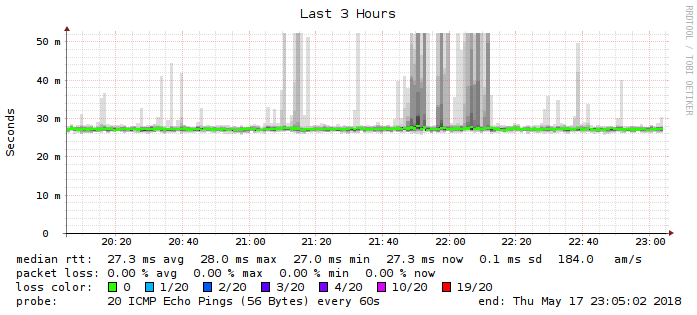 Last 3 Hours
RRDTOOL / TOBI OETIKER
Seconds
50 m
40 m
30 m
20 m
10 m
0
20:20 20:40 21:00 21:20 21:40 22:00 22:20 22:40 23:00
median rtt: 27.3 ms avg 28.0 ms max 27.0 ms min 27.3 ms now 0.1 ms sd 184.0 am/s
packet loss: 0.00 % avg 0.00 % max 0.00 % min 0.00 % now
loss color: 0 1/20 2/20 3/20 4/20 10/20 19/20
probe: 20 ICMP Echo Pings (56 Bytes) every 60s end: Thu May 17 23:05:02 2018